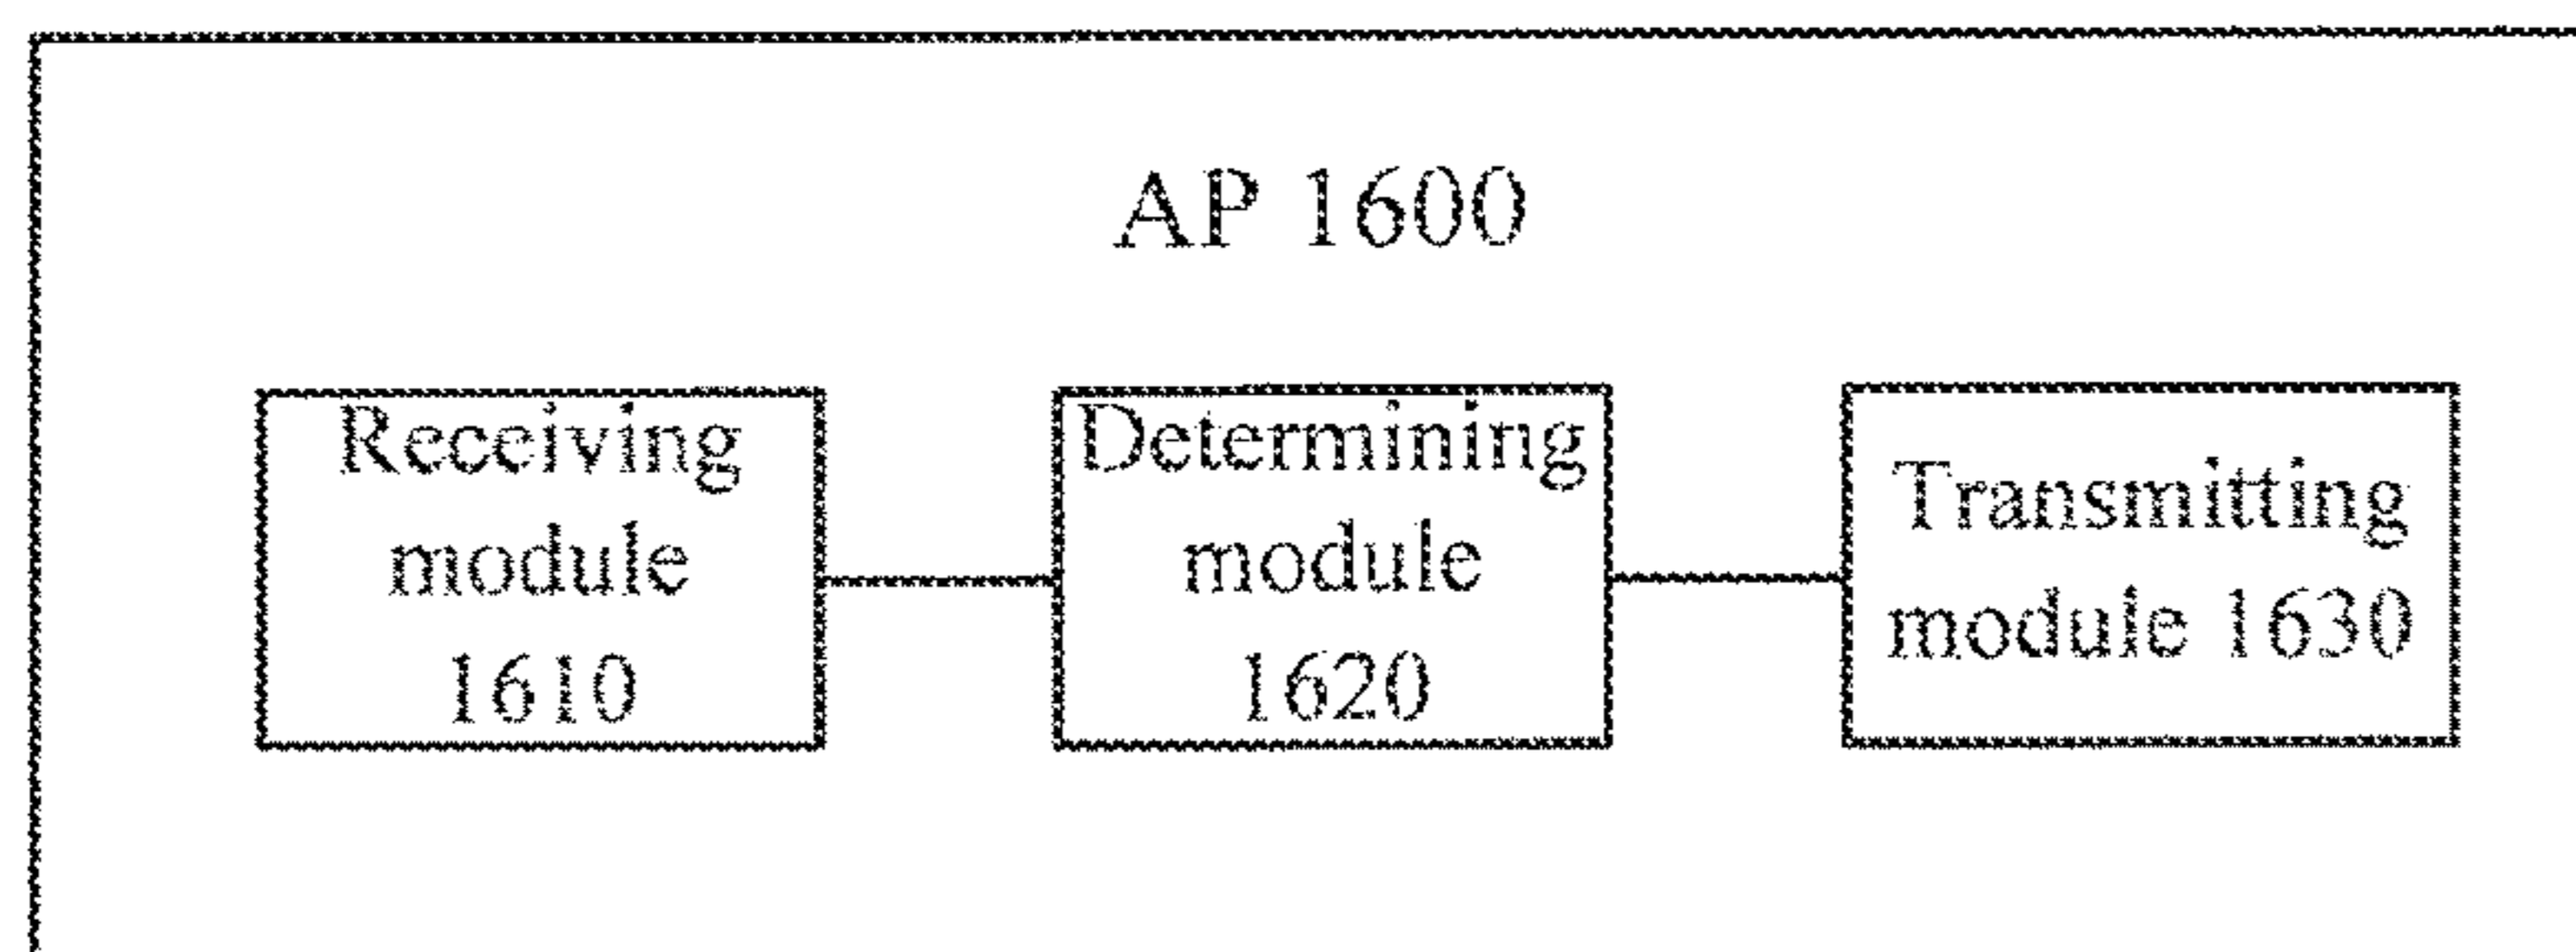 AP 1600
Receiving
module
1610
Determining
module
1620
Transmitting
module 1630